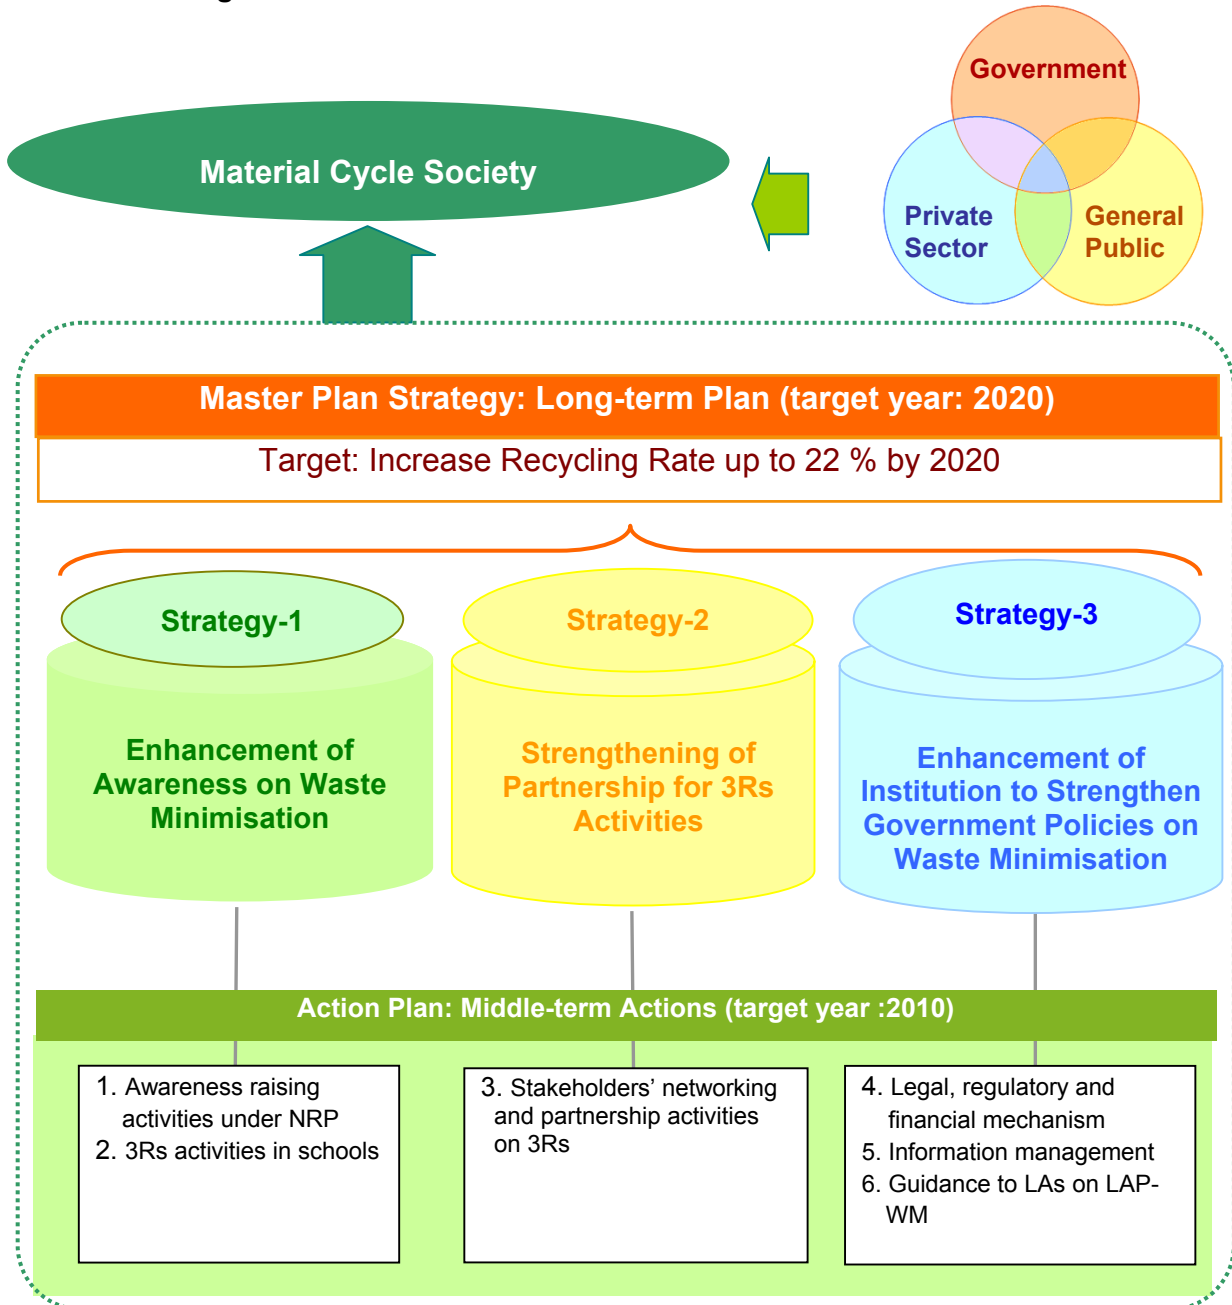 Government
Material Cycle Society
Private
Sector
General
Public
Master Plan Strategy: Long-term Plan (target year: 2020)
Target: Increase Recycling Rate up to 22 % by 2020
Strategy-1
Enhancement of
Awareness on Waste
Minimisation
Strategy-2
Strengthening of
Partnership for 3Rs
Activities
Strategy-3
Enhancement of
Institution to Strengthen
Government Policies on
Waste Minimisation
Action Plan: Middle-term Actions (target year :2010)
1. Awareness raising
activities under NRP
2. 3Rs activities in schools
3. Stakeholders’ networking
and partnership activities
on 3Rs
4. Legal, regulatory and
financial mechanism
5. Information management
6. Guidance to LAs on LAP-
WM